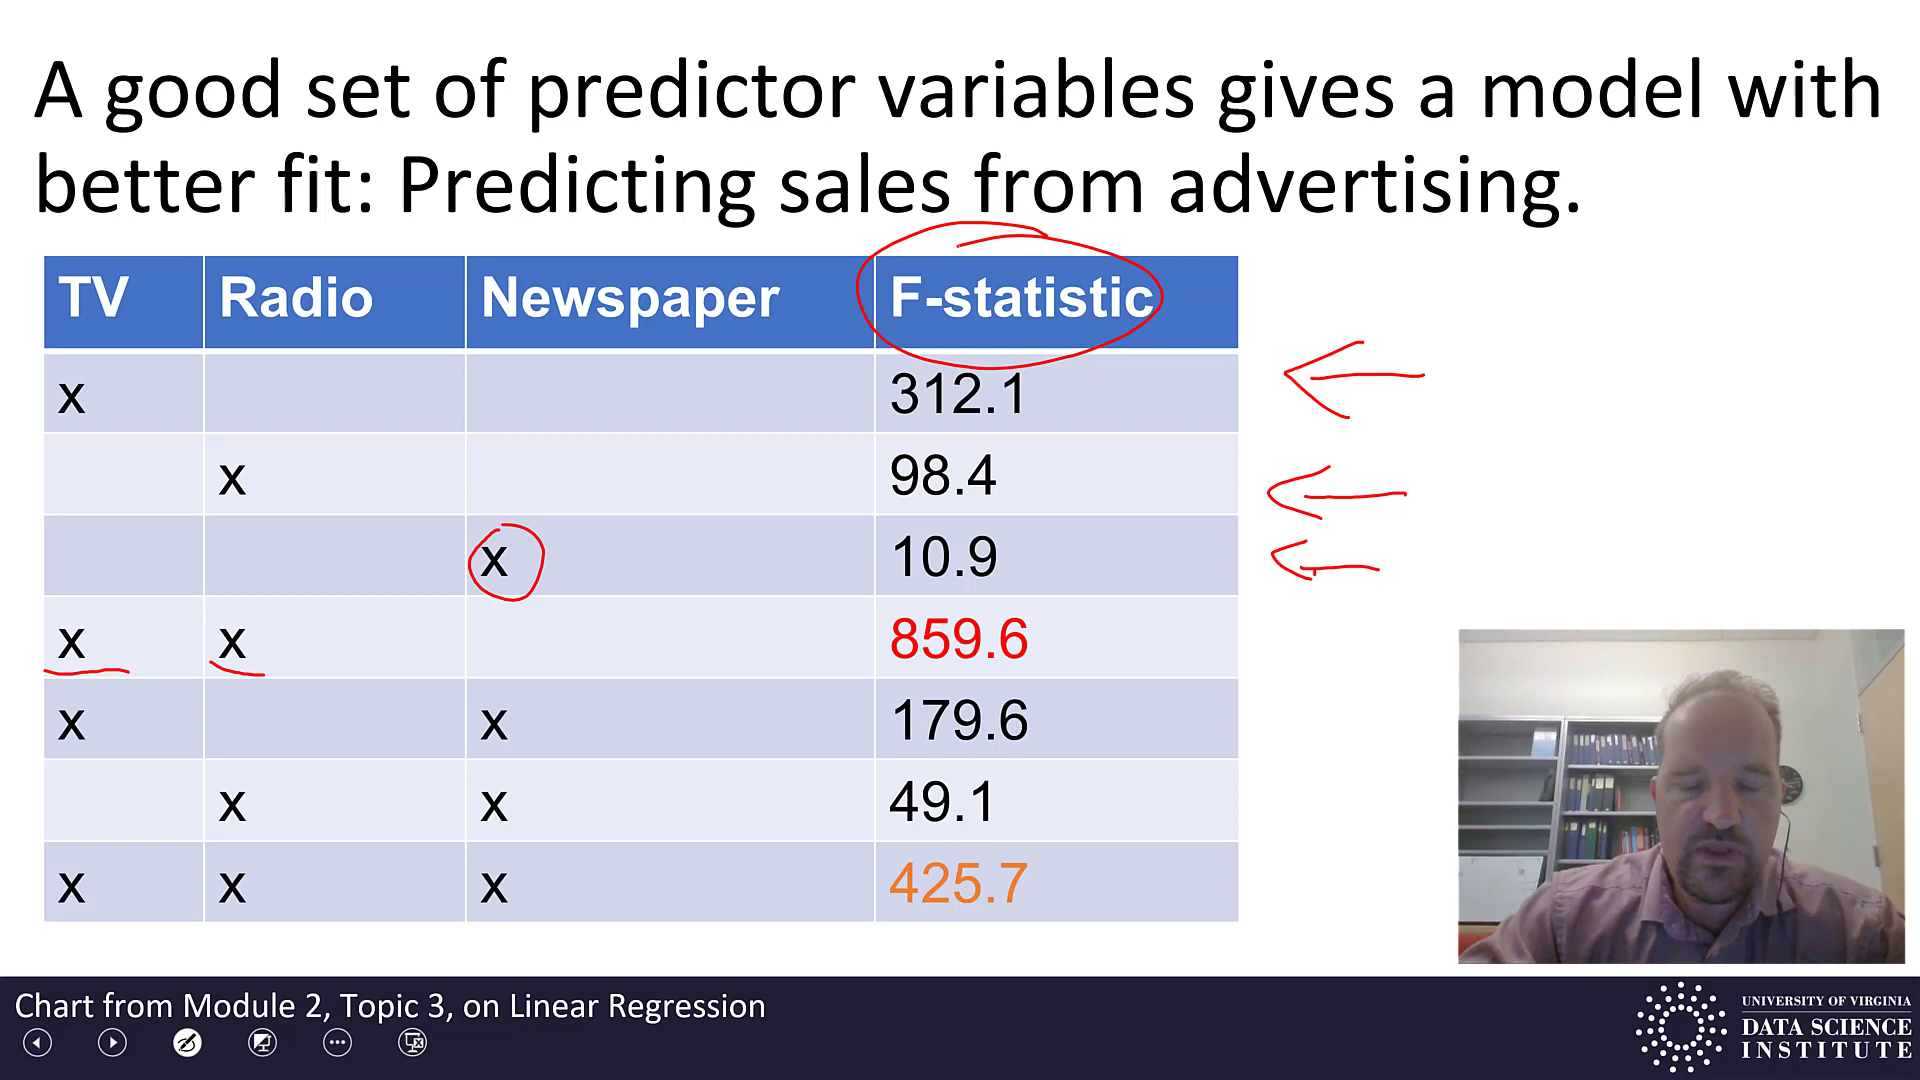 A good set of predictor variables gives a model with
better fit: Predicting sales from advertising.
TV Radio Newspaper F-statistic
x 312.1
x 98.4
x 10.9
x x 859.6
x x 179.6
x x 49.1
x x x 425.7
Chart from Module 2, Topic 3, on Linear Regression
UNIVERSITY OF VIRGINIA
DATA SCIENCE
INSTITUTE